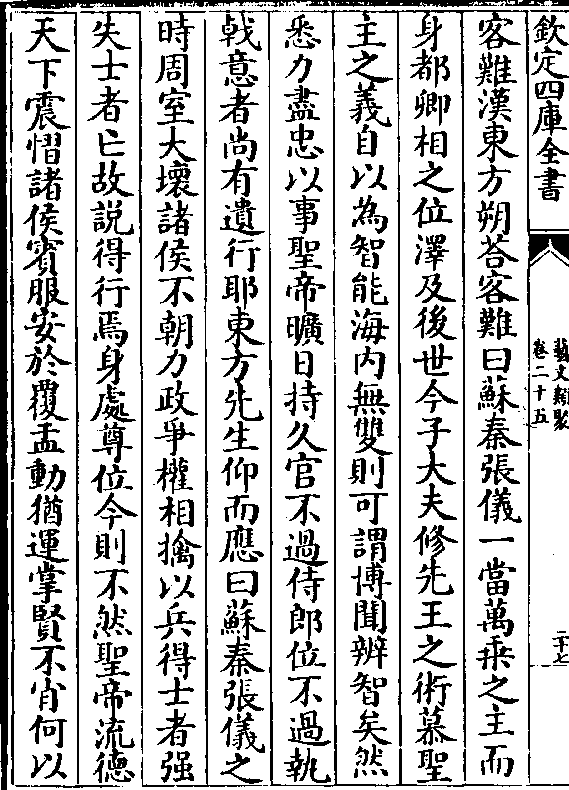 欽定四庫全書
藝文類聚
卷二十五
二十七
客難漢東方朔荅客難曰蘇秦張儀一當萬乘之主而
身都卿相之位澤及後世今子大夫修先王之術慕聖
主之義自以為智能海内無雙則可謂博聞辨智矣然
悉力盡忠以事聖帝曠日持久官不過侍郎位不過執
戟意者尚有遺行耶東方先生仰而應曰蘇秦張儀之
時周室大壞諸侯不朝力政爭權相擒以兵得士者强
失士者亡故説得行焉身處尊位今則不然聖帝流德
天下震慴諸侯賓服安於覆盂動猶運掌賢不肖何以